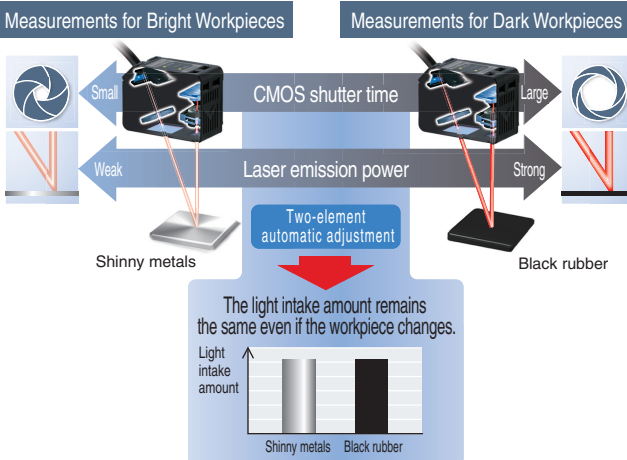 Measurements for Bright Workpieces
Measurements for Dark Workpieces
Small
CMOS shutter time
Large
Weak
Laser emission power
Strong
Two-element
automatic adjustment
Shinny metals
Black rubber
The light intake amount remains
the same even if the workpiece changes.
Light
intake
amount
Shinny metals
Black rubber